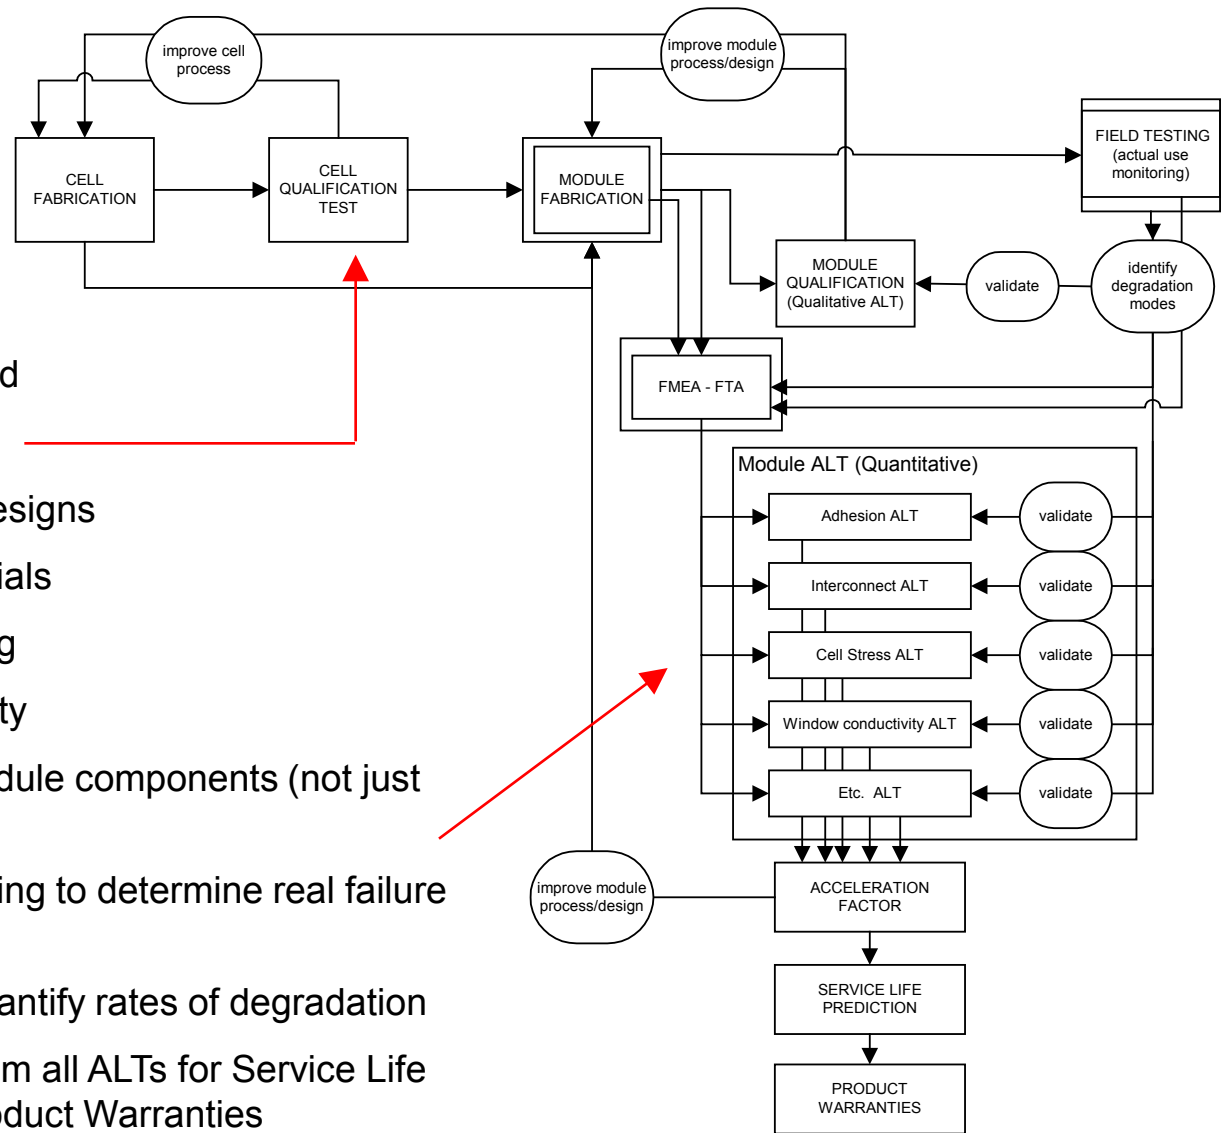 improve cell
process
improve module
process/design
CELL
FABRICATION
CELL
QUALIFICATION
TEST
MODULE
FABRICATION
FIELD TESTING
(actual use
monitoring)
MODULE
QUALIFICATION
(Qualitative ALT)
validate
identify
degradation
modes
d
FMEA - FTA
Module ALT (Quantitative)
esigns
Adhesion ALT
validate
ials
Interconnect ALT
validate
g
Cell Stress ALT
validate
ty
Window conductivity ALT
validate
dule components (not just
Etc. ALT
validate
ing to determine real failure
improve module
process/design
ACCELERATION
FACTOR
antify rates of degradation
SERVICE LIFE
PREDICTION
m all ALTs for Service Life
oduct Warranties
PRODUCT
WARRANTIES